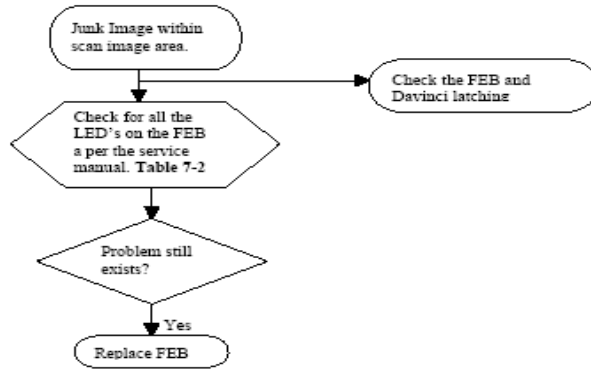 Junk Image within
scan image area.
Check the FEB and
Davinci latching
Check for all the
LED's on the FEB
a per the service
manual. Table 7-2
Problem still
exists?
Yes
Replace FEB